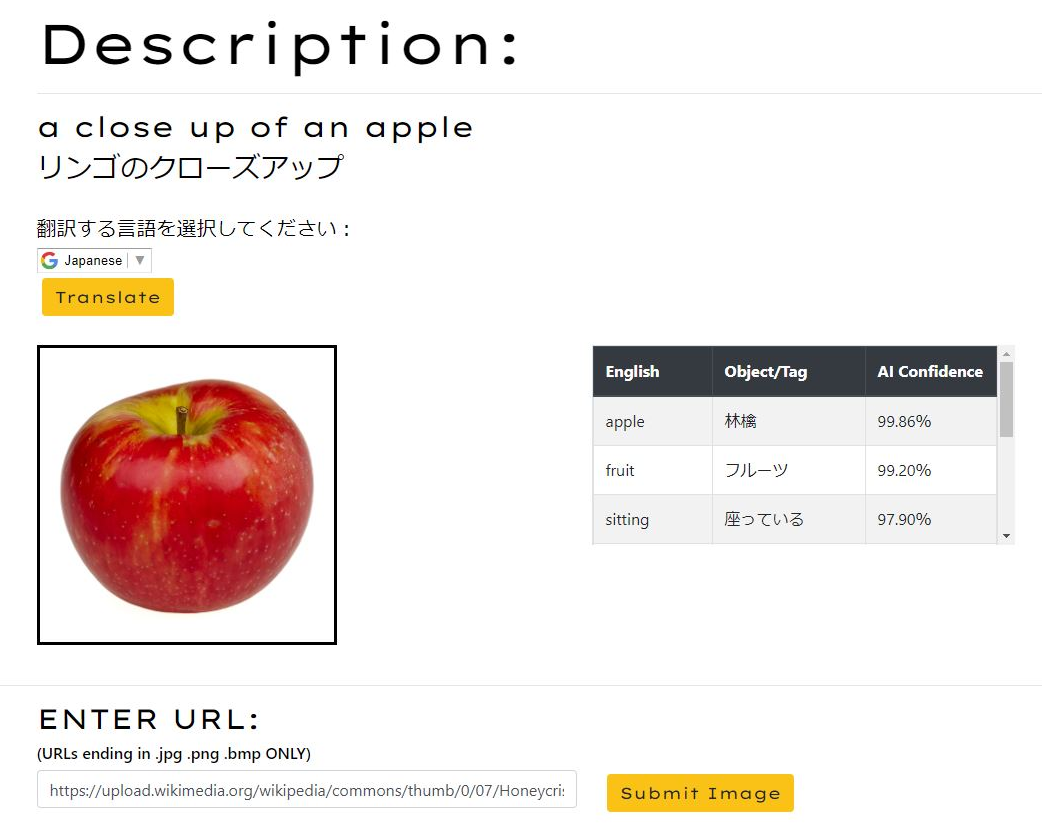 Description:
a close up of an apple
リンゴのクローズアップ
翻訳する言語を選択してください：
Japanese ▼
Translate
English Object/Tag AI Confidence
apple 林檎 99.86%
fruit フルーツ 99.20%
sitting 座っている 97.90%
ENTER URL:
(URLs ending in .jpg .png .bmp ONLY)
https://upload.wikimedia.org/wikipedia/commons/thumb/0/07/Honeycris
Submit Image